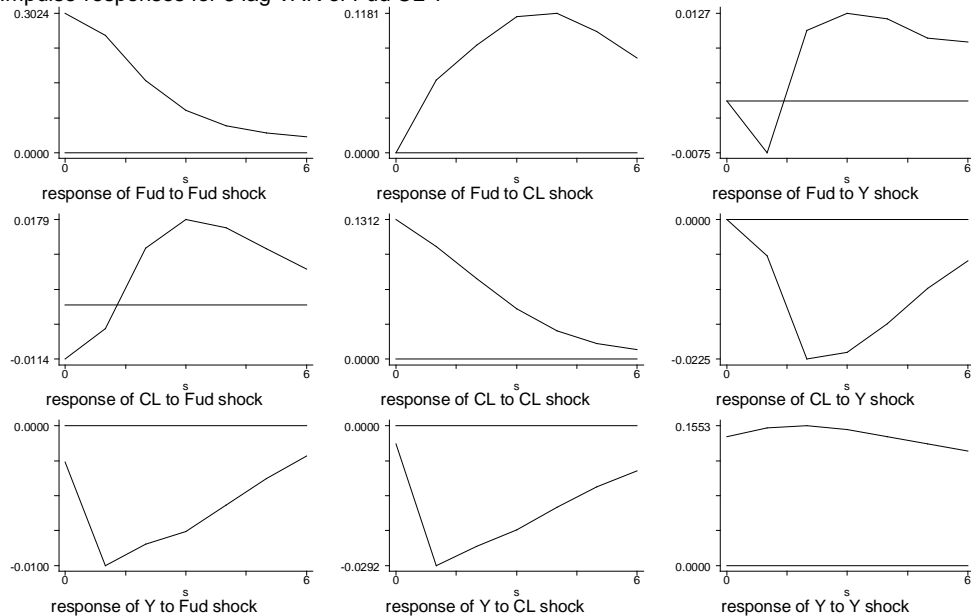 Impulse responses for 3 lag VAR of Fud CL Y
0.3024
0.0000
0
6
s
response of Fud to Fud shock
0.1181
0.0000
0
6
s
response of Fud to CL shock
0.0127
-0.0075
0
6
s
response of Fud to Y shock
0.0179
-0.0114
0
6
s
response of CL to Fud shock
0.1312
0.0000
0
6
s
response of CL to CL shock
0.0000
-0.0225
0
6
s
response of CL to Y shock
0.0000
-0.0100
0
6
s
response of Y to Fud shock
0.0000
-0.0292
0
6
s
response of Y to CL shock
0.1553
0.0000
0
6
s
response of Y to Y shock